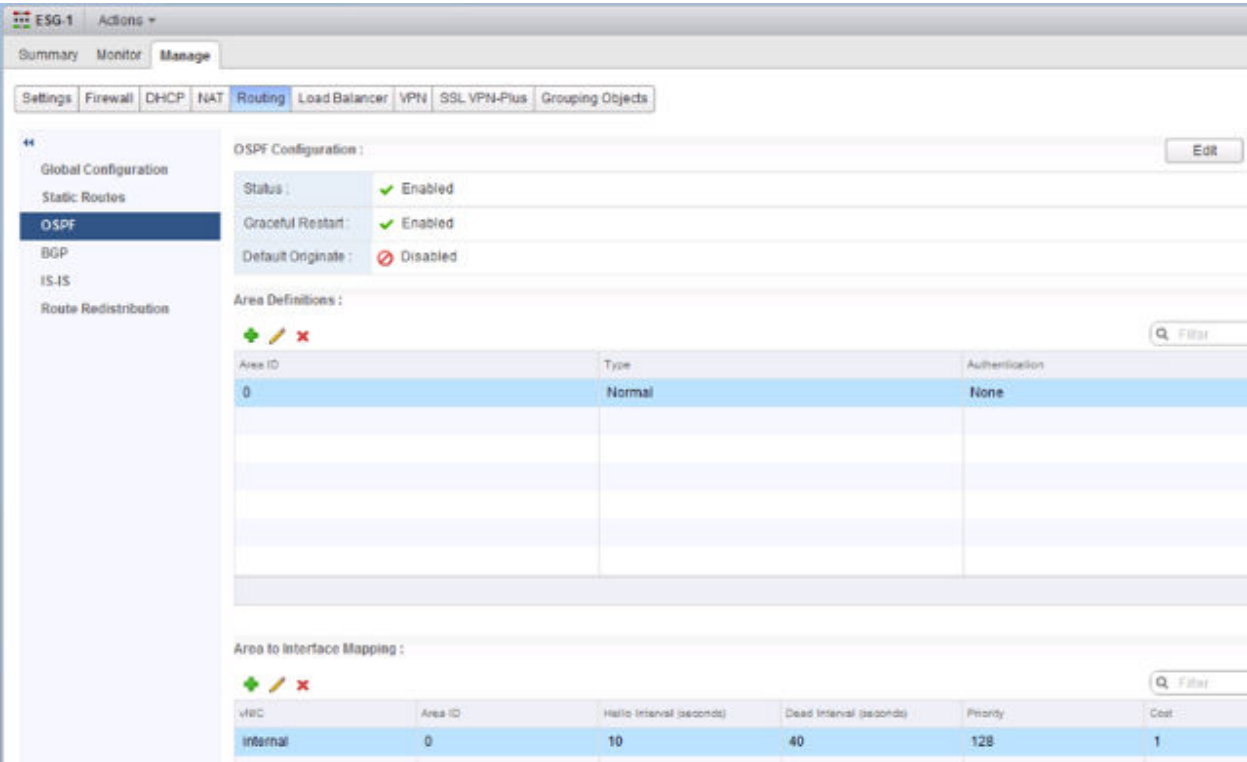 ESG-1 Actions
Summary Monitor Manage
Settings Firewall DHCP NAT Routing Load Balancer VPN SSL VPN-Plus Grouping Objects
Global Configuration
Static Routes
OSPF
BGP
IS-IS
Route Redistribution
OSPF Configuration :
Edit
Status : Enabled
Graceful Restart : Enabled
Default Originate : Disabled
Area Definitions :
Filter
Area ID Type Authentication
0 Normal None
Area to Interface Mapping :
Filter
vNIC Area ID Hello Interval (seconds) Dead Interval (seconds) Priority Cost
internal 0 10 40 128 1